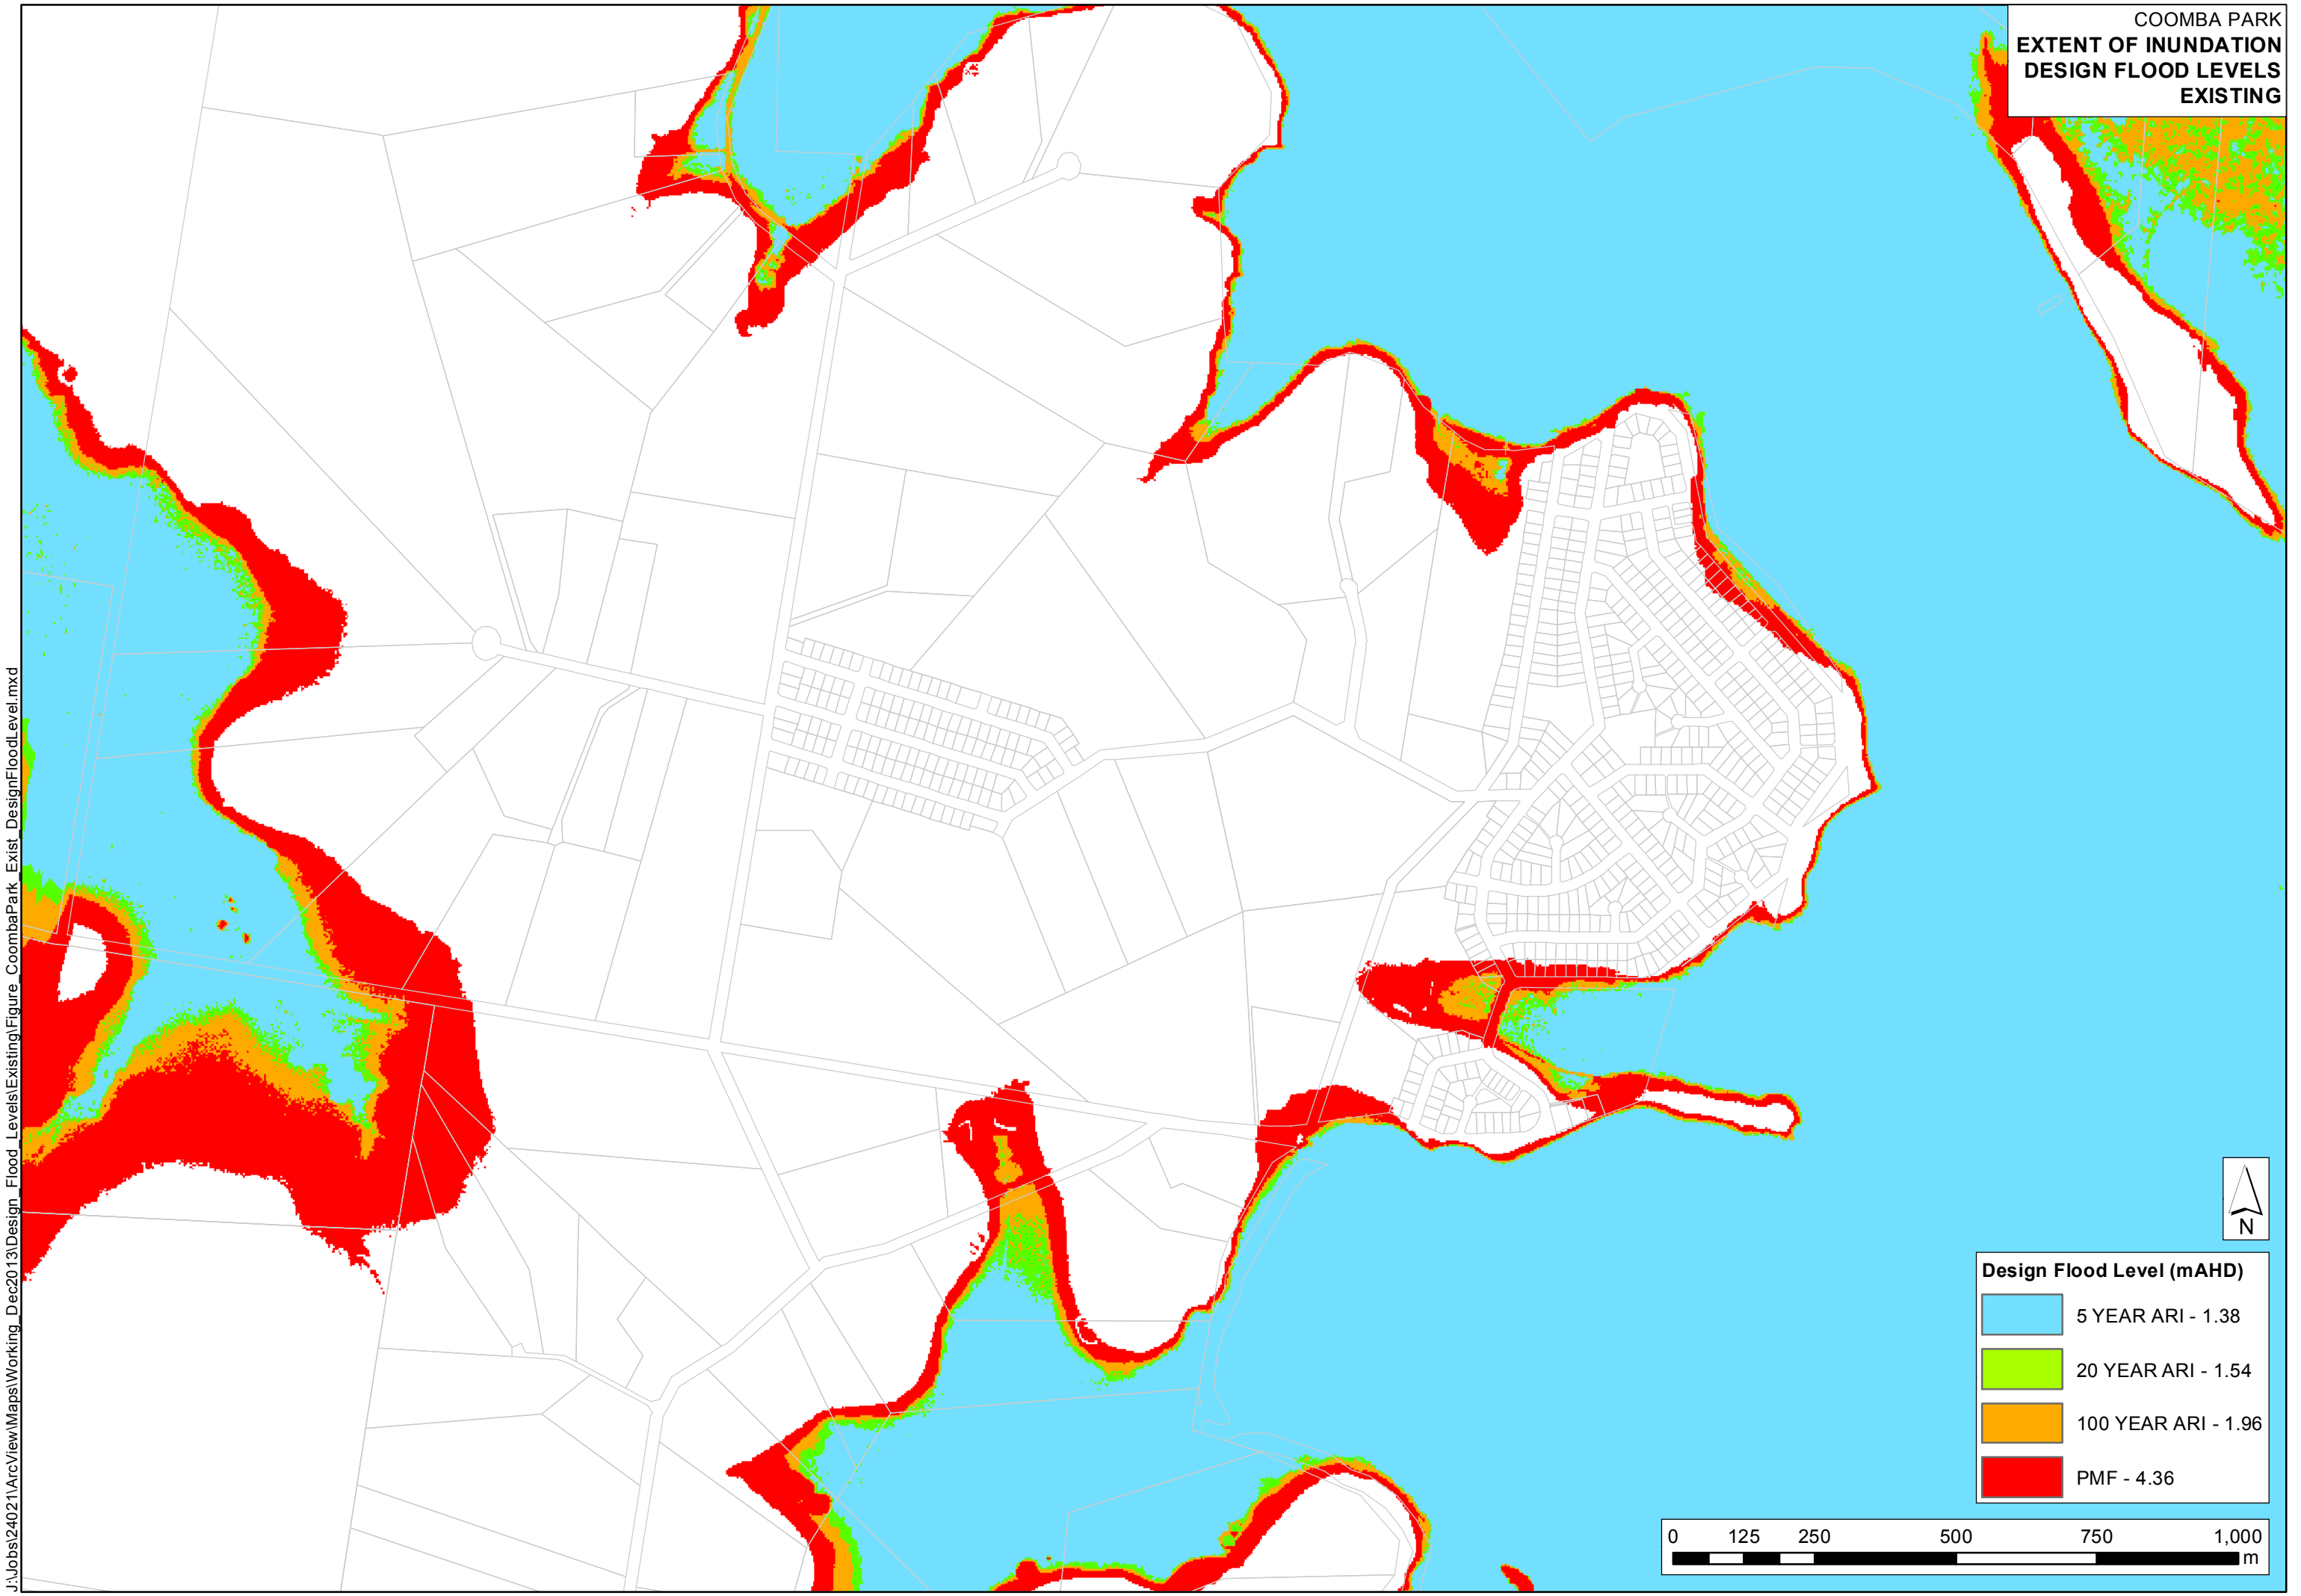 COOMBA PARK
EXTENT OF INUNDATION
DESIGN FLOOD LEVELS
EXISTING
J:\Jobs\24021\ArcView\Maps\Working_Dec2013\Design_Flood_Levels\Existing\Figure_CoombaPark_Exist_DesignFloodLevel.mxd
N
Design Flood Level (mAHD)
5 YEAR ARI - 1.38
20 YEAR ARI - 1.54
100 YEAR ARI - 1.96
PMF - 4.36
0 125 250 500 750 1,000
m